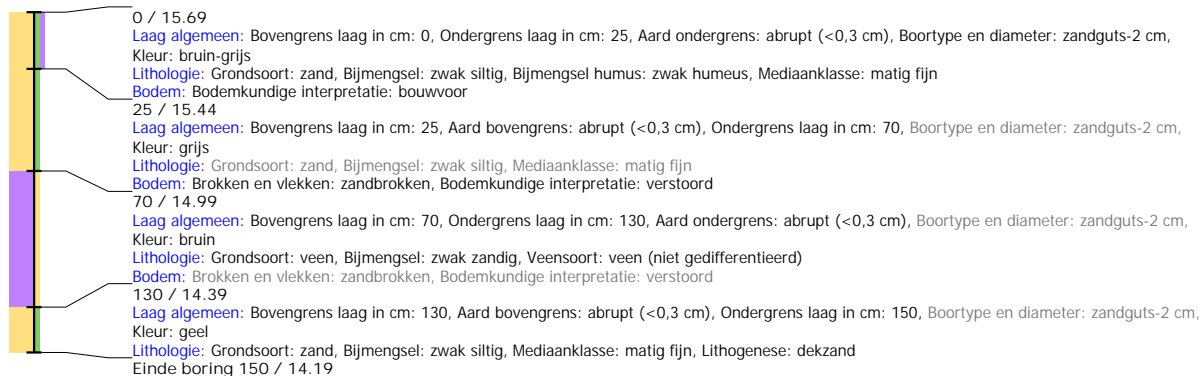 0 / 15.69
Laag algemeen: Bovengrens laag in cm: 0, Ondergrens laag in cm: 25, Aard ondergrens: abrupt (<0,3 cm), Boortype en diameter: zandguts-2 cm,
Kleur: bruin-grijs
Lithologie: Grondsoort: zand, Bijmengsel: zwak siltig, Bijmengsel humus: zwak humeus, Mediaanklasse: matig fijn
Bodem: Bodemkundige interpretatie: bouwvoor
25 / 15.44
Laag algemeen: Bovengrens laag in cm: 25, Aard bovengrens: abrupt (<0,3 cm), Ondergrens laag in cm: 70, Boortype en diameter: zandguts-2 cm,
Kleur: grijs
Lithologie: Grondsoort: zand, Bijmengsel: zwak siltig, Mediaanklasse: matig fijn
Bodem: Brokken en vlekken: zandbrokken, Bodemkundige interpretatie: verstoord
70 / 14.99
Laag algemeen: Bovengrens laag in cm: 70, Ondergrens laag in cm: 130, Aard ondergrens: abrupt (<0,3 cm), Boortype en diameter: zandguts-2 cm,
Kleur: bruin
Lithologie: Grondsoort: veen, Bijmengsel: zwak zandig, Veensoort: veen (niet gedifferentieerd)
Bodem: Brokken en vlekken: zandbrokken, Bodemkundige interpretatie: verstoord
130 / 14.39
Laag algemeen: Bovengrens laag in cm: 130, Aard bovengrens: abrupt (<0,3 cm), Ondergrens laag in cm: 150, Boortype en diameter: zandguts-2 cm,
Kleur: geel
Lithologie: Grondsoort: zand, Bijmengsel: zwak siltig, Mediaanklasse: matig fijn, Lithogenese: dekzand
Einde boring 150 / 14.19